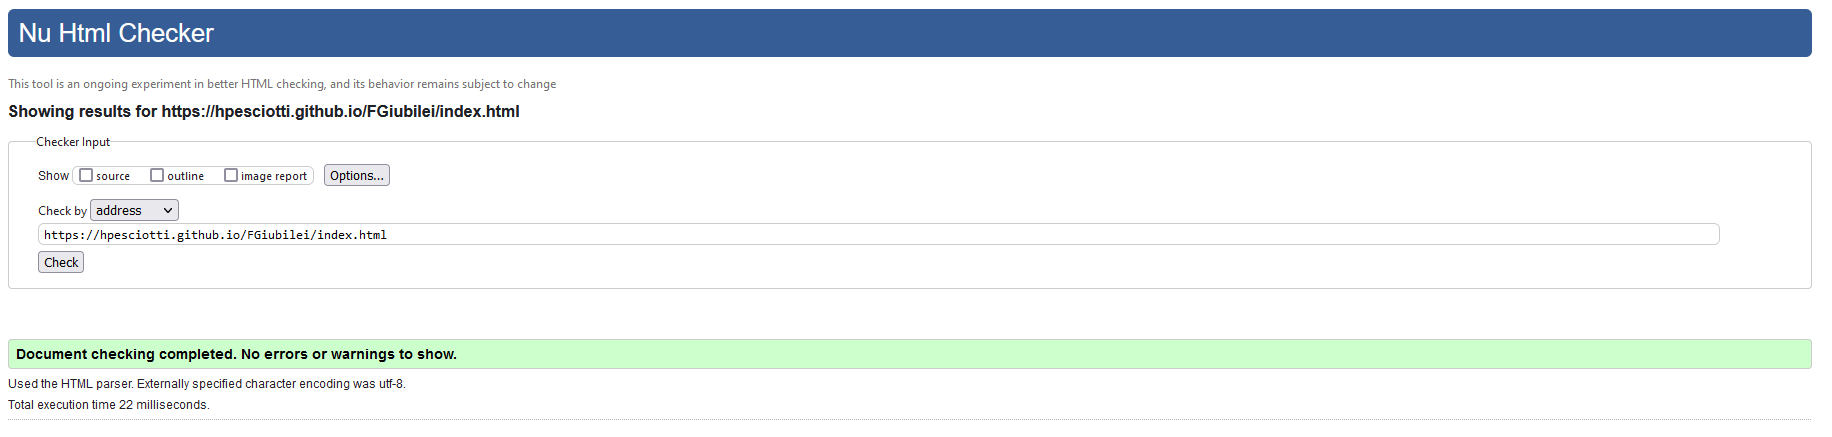 Nu Html Checker
This tool is an ongoing experiment in better HTML checking, and its behavior remains subject to change
Showing results for https://hpesciotti.github.io/FGiubilei/index.html
Checker Input
Show source outline image report Options...
Check by address
https://hpesciotti.github.io/FGiubilei/index.html
Check
Document checking completed. No errors or warnings to show.
Used the HTML parser. Externally specified character encoding was utf-8.
Total execution time 22 milliseconds.